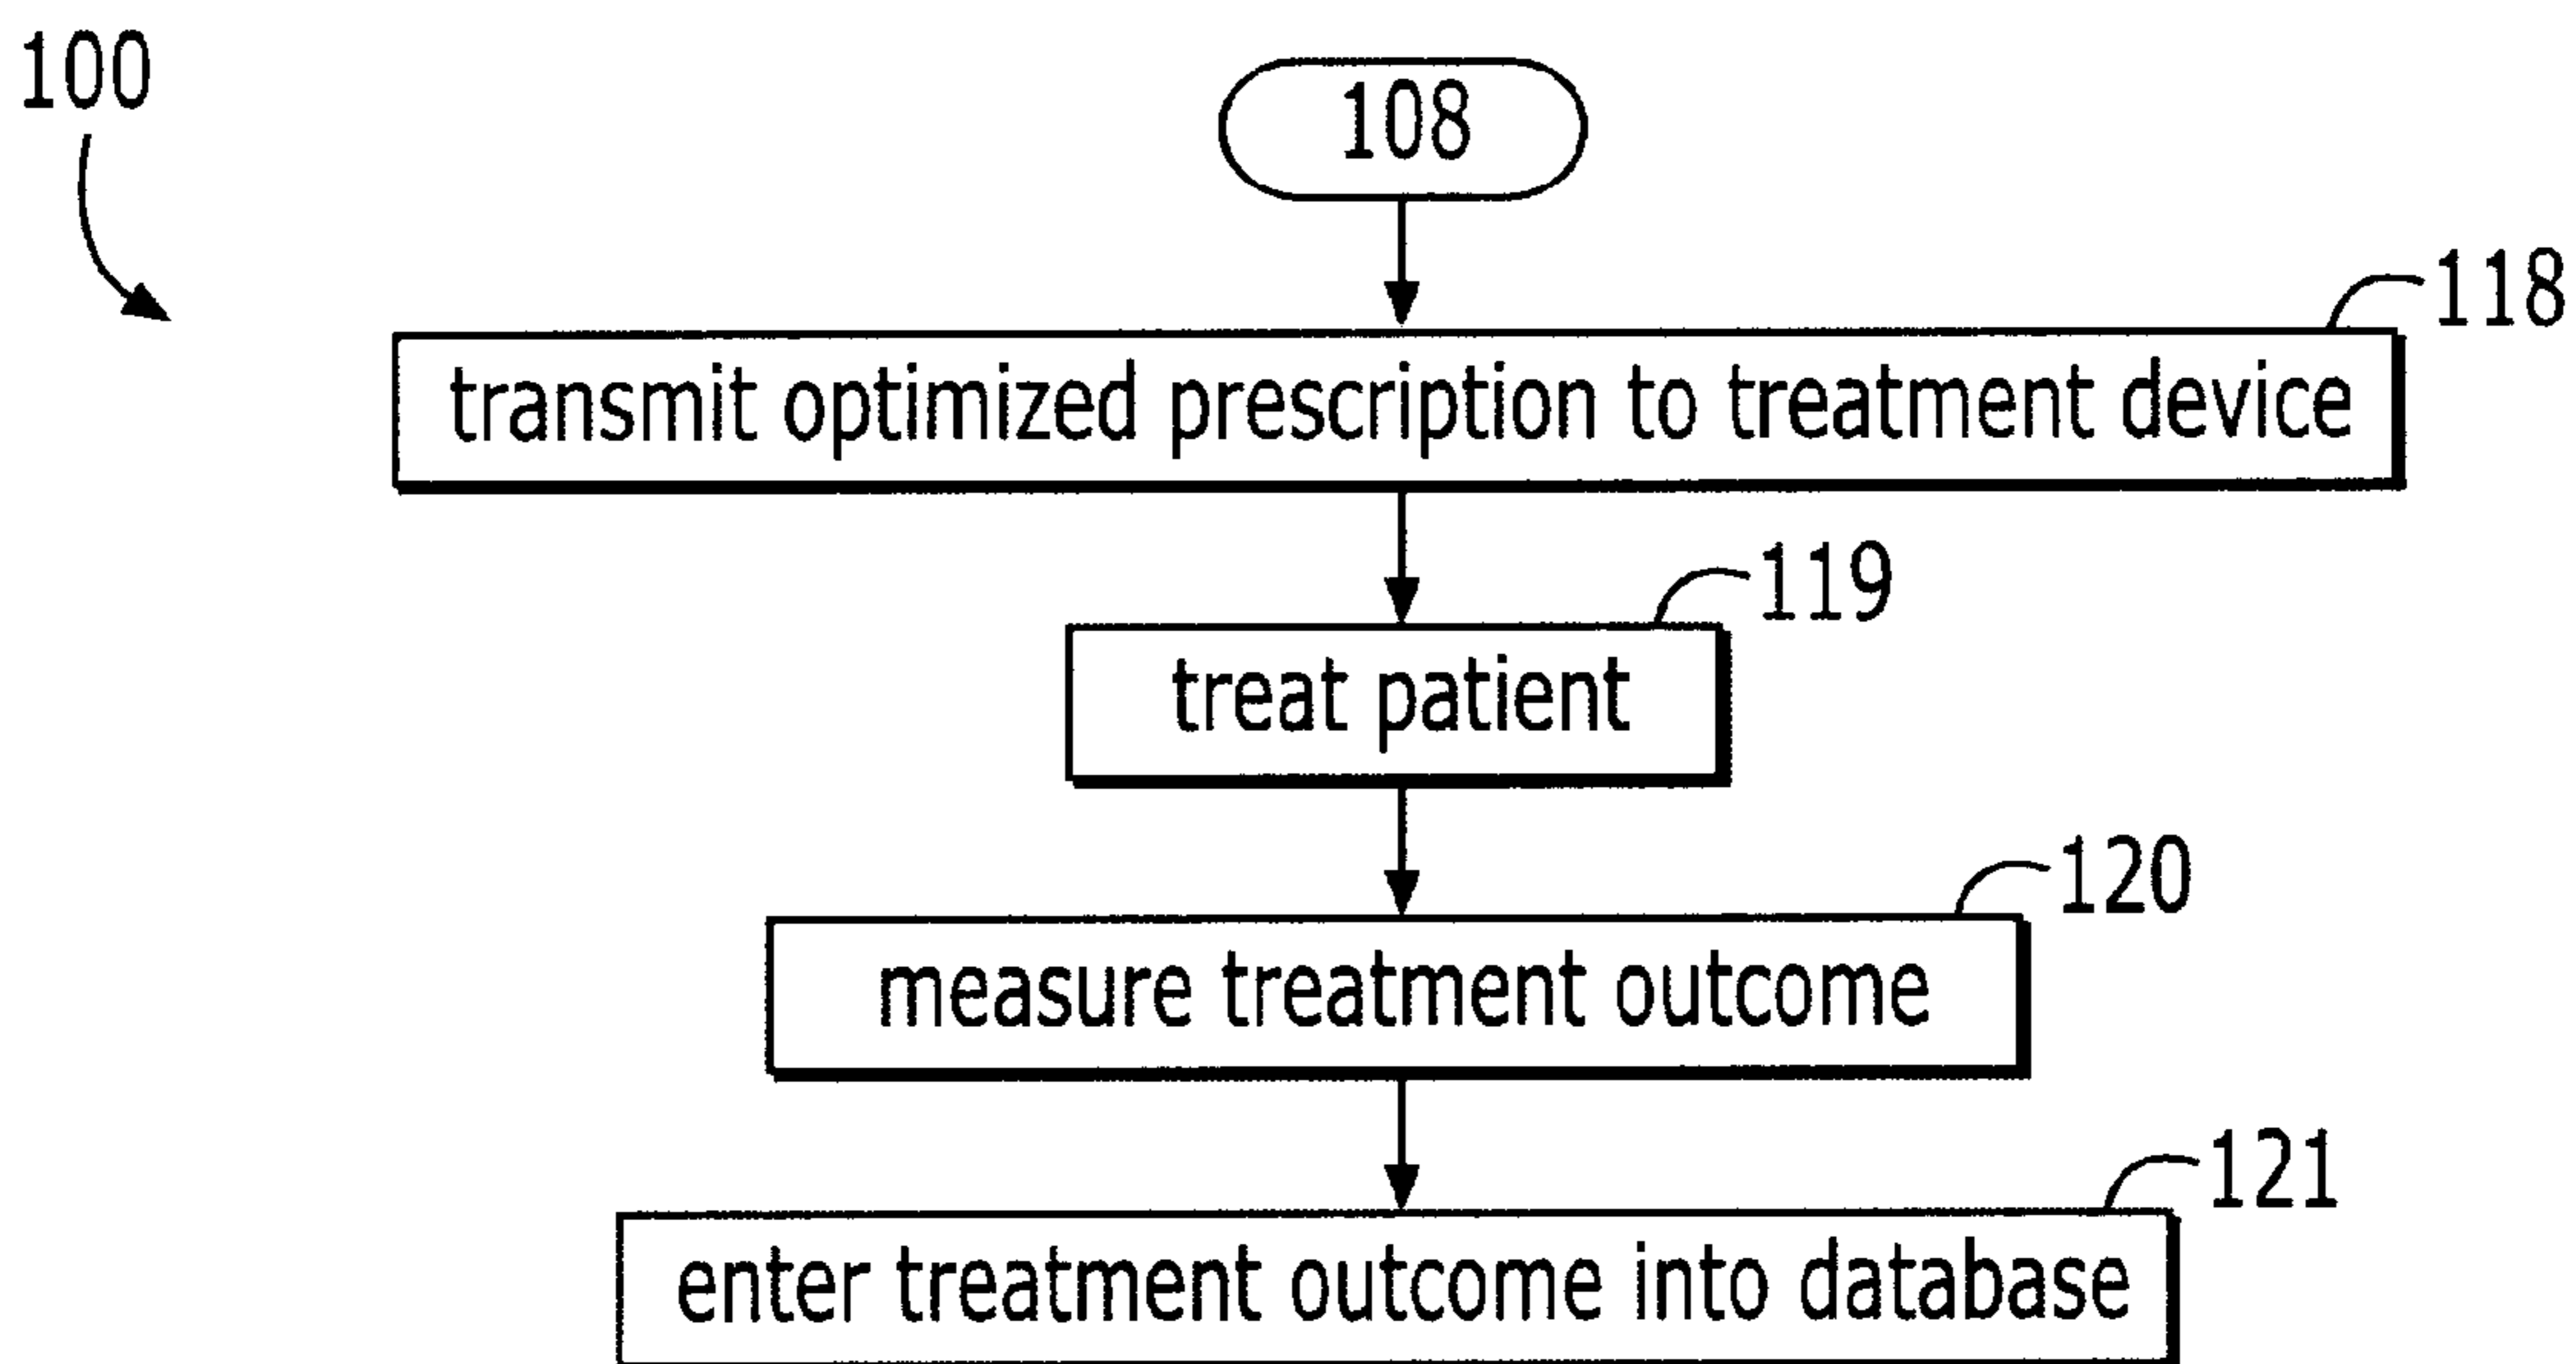 100
108
118
transmit optimized prescription to treatment device
119
treat patient
120
measure treatment outcome
121
enter treatment outcome into database